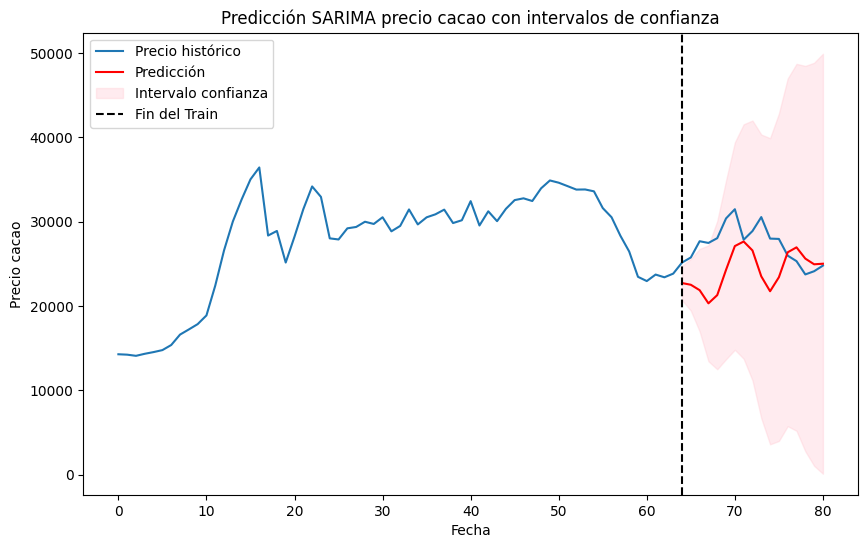 Predicción SARIMA precio cacao con intervalos de confianza
Precio histórico
Predicción
Intervalo confianza
Fin del Train
Precio cacao
50000
40000
30000
20000
10000
0
0 10 20 30 40 50 60 70 80
Fecha